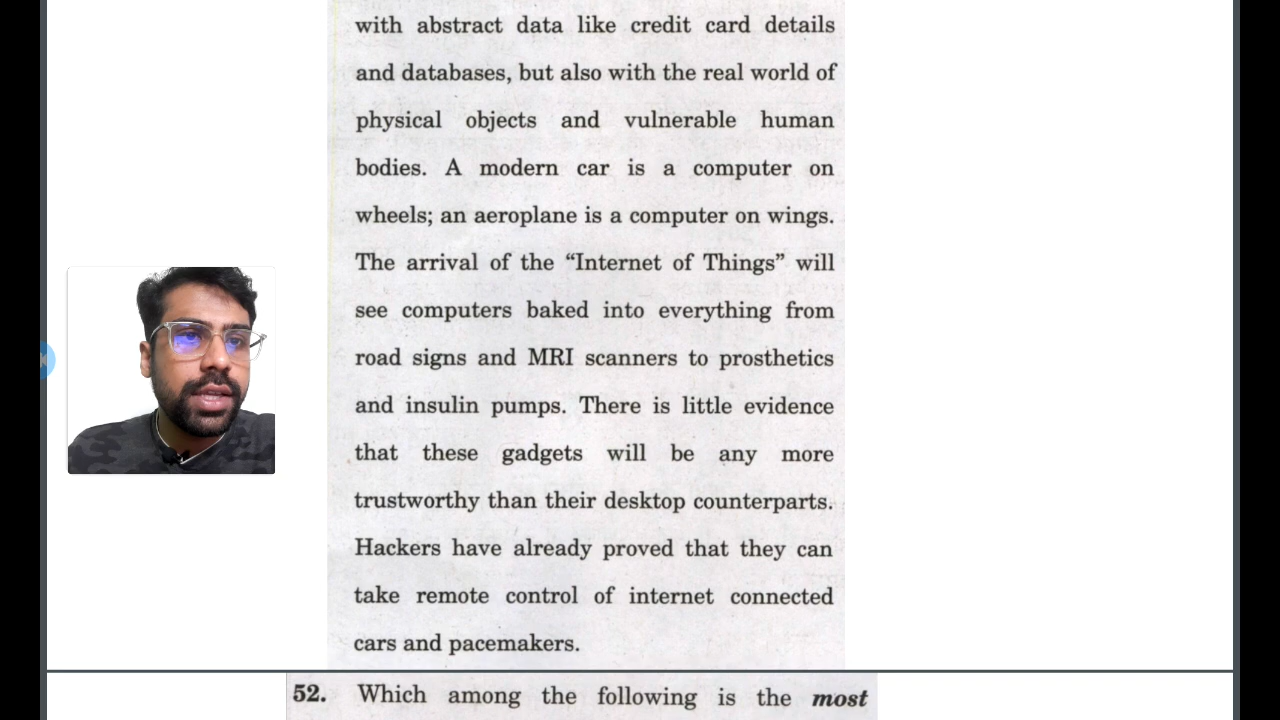 with abstract data like credit card details
and databases, but also with the real world of
physical objects and vulnerable human
bodies. A modern car is a computer on
wheels; an aeroplane is a computer on wings.
The arrival of the “Internet of Things” will
see computers baked into everything from
road signs and MRI scanners to prosthetics
and insulin pumps. There is little evidence
that these gadgets will be any more
trustworthy than their desktop counterparts.
Hackers have already proved that they can
take remote control of internet connected
cars and pacemakers.
52. Which among the following is the most